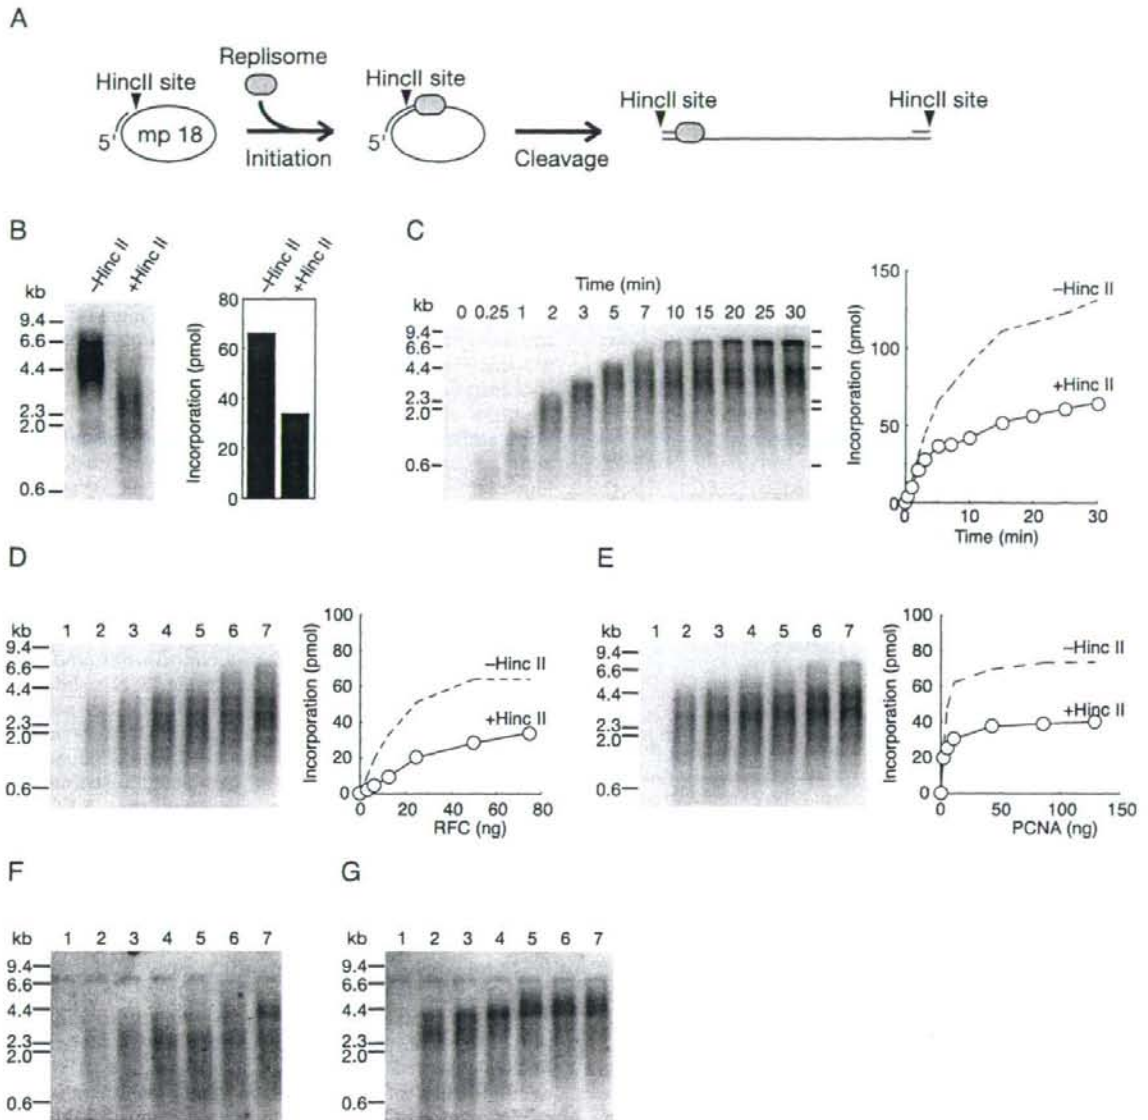 A
Replisome
HincII site
HincII site
HincII site
HincII site
5'
mp 18
Initiation
5'
Cleavage
B
–Hinc II
+Hinc II
kb
9.4
6.6
4.4
2.3
2.0
0.6
–Hinc II
+Hinc II
Incorporation (pmol)
80
60
40
20
0
C
Time (min)
kb
0 0.25 1 2 3 5 7 10 15 20 25 30
9.4
6.6
4.4
2.3
2.0
0.6
Incorporation (pmol)
150
100
50
0
–Hinc II
+Hinc II
0 10 20 30
Time (min)
D
kb 1 2 3 4 5 6 7
9.4
6.6
4.4
2.3
2.0
0.6
Incorporation (pmol)
100
80
60
40
20
0
–Hinc II
+Hinc II
0 20 40 60 80
RFC (ng)
E
kb 1 2 3 4 5 6 7
9.4
6.6
4.4
2.3
2.0
0.6
Incorporation (pmol)
100
80
60
40
20
0
–Hinc II
+Hinc II
0 50 100 150
PCNA (ng)
F
kb 1 2 3 4 5 6 7
9.4
6.6
4.4
2.3
2.0
0.6
G
kb 1 2 3 4 5 6 7
9.4
6.6
4.4
2.3
2.0
0.6